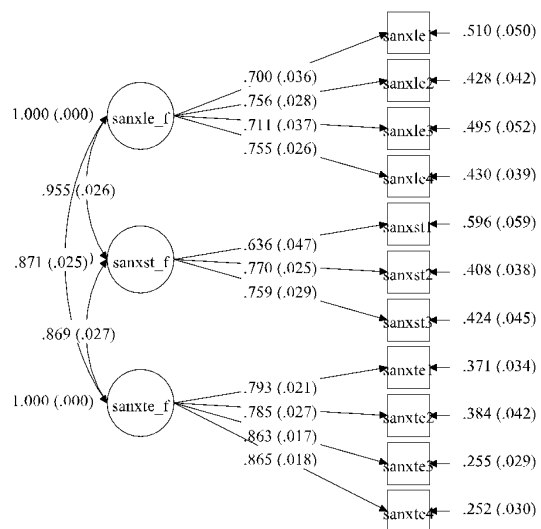 sanxle1 .510 (.050)
.700 (.036)
sanxle2 .428 (.042)
.756 (.028)
1.000 (.000) sanxle_f
.711 (.037) sanxle3 .495 (.052)
.755 (.026)
sanxle4 .430 (.039)
.955 (.026)
sanxst1 .596 (.059)
.636 (.047)
.871 (.025) ) sanxst_f
.770 (.025) sanxst2 .408 (.038)
.759 (.029)
sanxst3 .424 (.045)
.869 (.027)
sanxte1 .371 (.034)
.793 (.021)
1.000 (.000) sanxte_f
.785 (.027) sanxte2 .384 (.042)
.863 (.017)
sanxte3 .255 (.029)
.865 (.018)
sanxte4 .252 (.030)